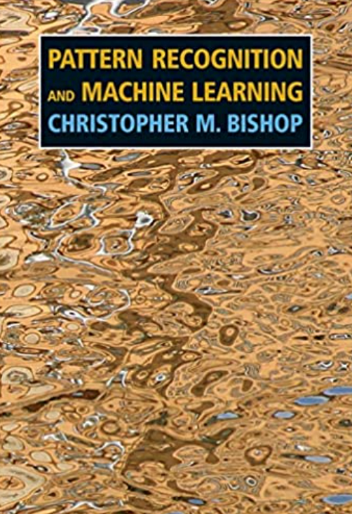 PATTERN RECOGNITION
AND MACHINE LEARNING
CHRISTOPHER M. BISHOP